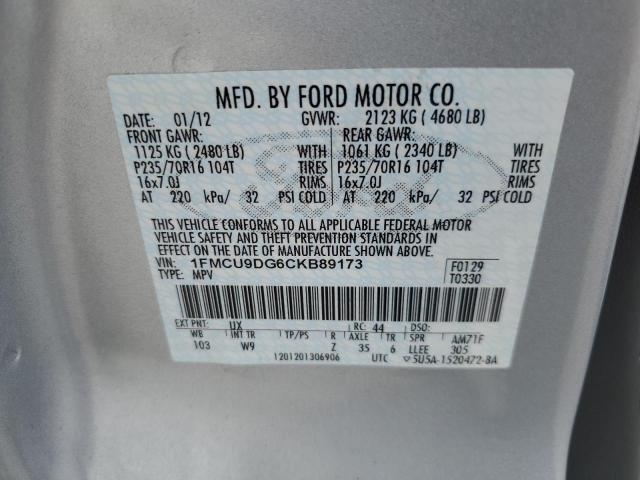 MFD. BY FORD MOTOR CO.
DATE: 01/12 GVWR: 2123 KG ( 4680 LB)
FRONT GAWR: REAR GAWR:
1125 KG ( 2480 LB) WITH 1061 KG ( 2340 LB) WITH
P235/70R16 104T TIRES P235/70R16 104T TIRES
16x7.0J RIMS 16x7.0J RIMS
AT 220 kPa/ 32 PSI COLD AT 220 kPa/ 32 PSI COLD
THIS VEHICLE CONFORMS TO ALL APPLICABLE FEDERAL MOTOR
VEHICLE SAFETY AND THEFT PREVENTION STANDARDS IN
EFFECT ON THE DATE OF MANUFACTURE SHOWN ABOVE.
VIN: 1FMCU9DG6CKB89173 F0129
TYPE: MPV T0330
EXT PNT: UX RC: 44 DSO:
WB INT TR TP/PS R AXLE TR SPR AM71F
103 W9 Z 35 6 LLEE 305
1201201306906 UTC 5U5A-1520472-BA